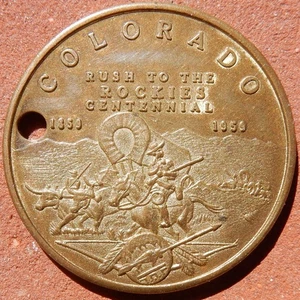 COLORADO
RUSH TO THE
ROCKIES
CENTENNIAL
1859 1959